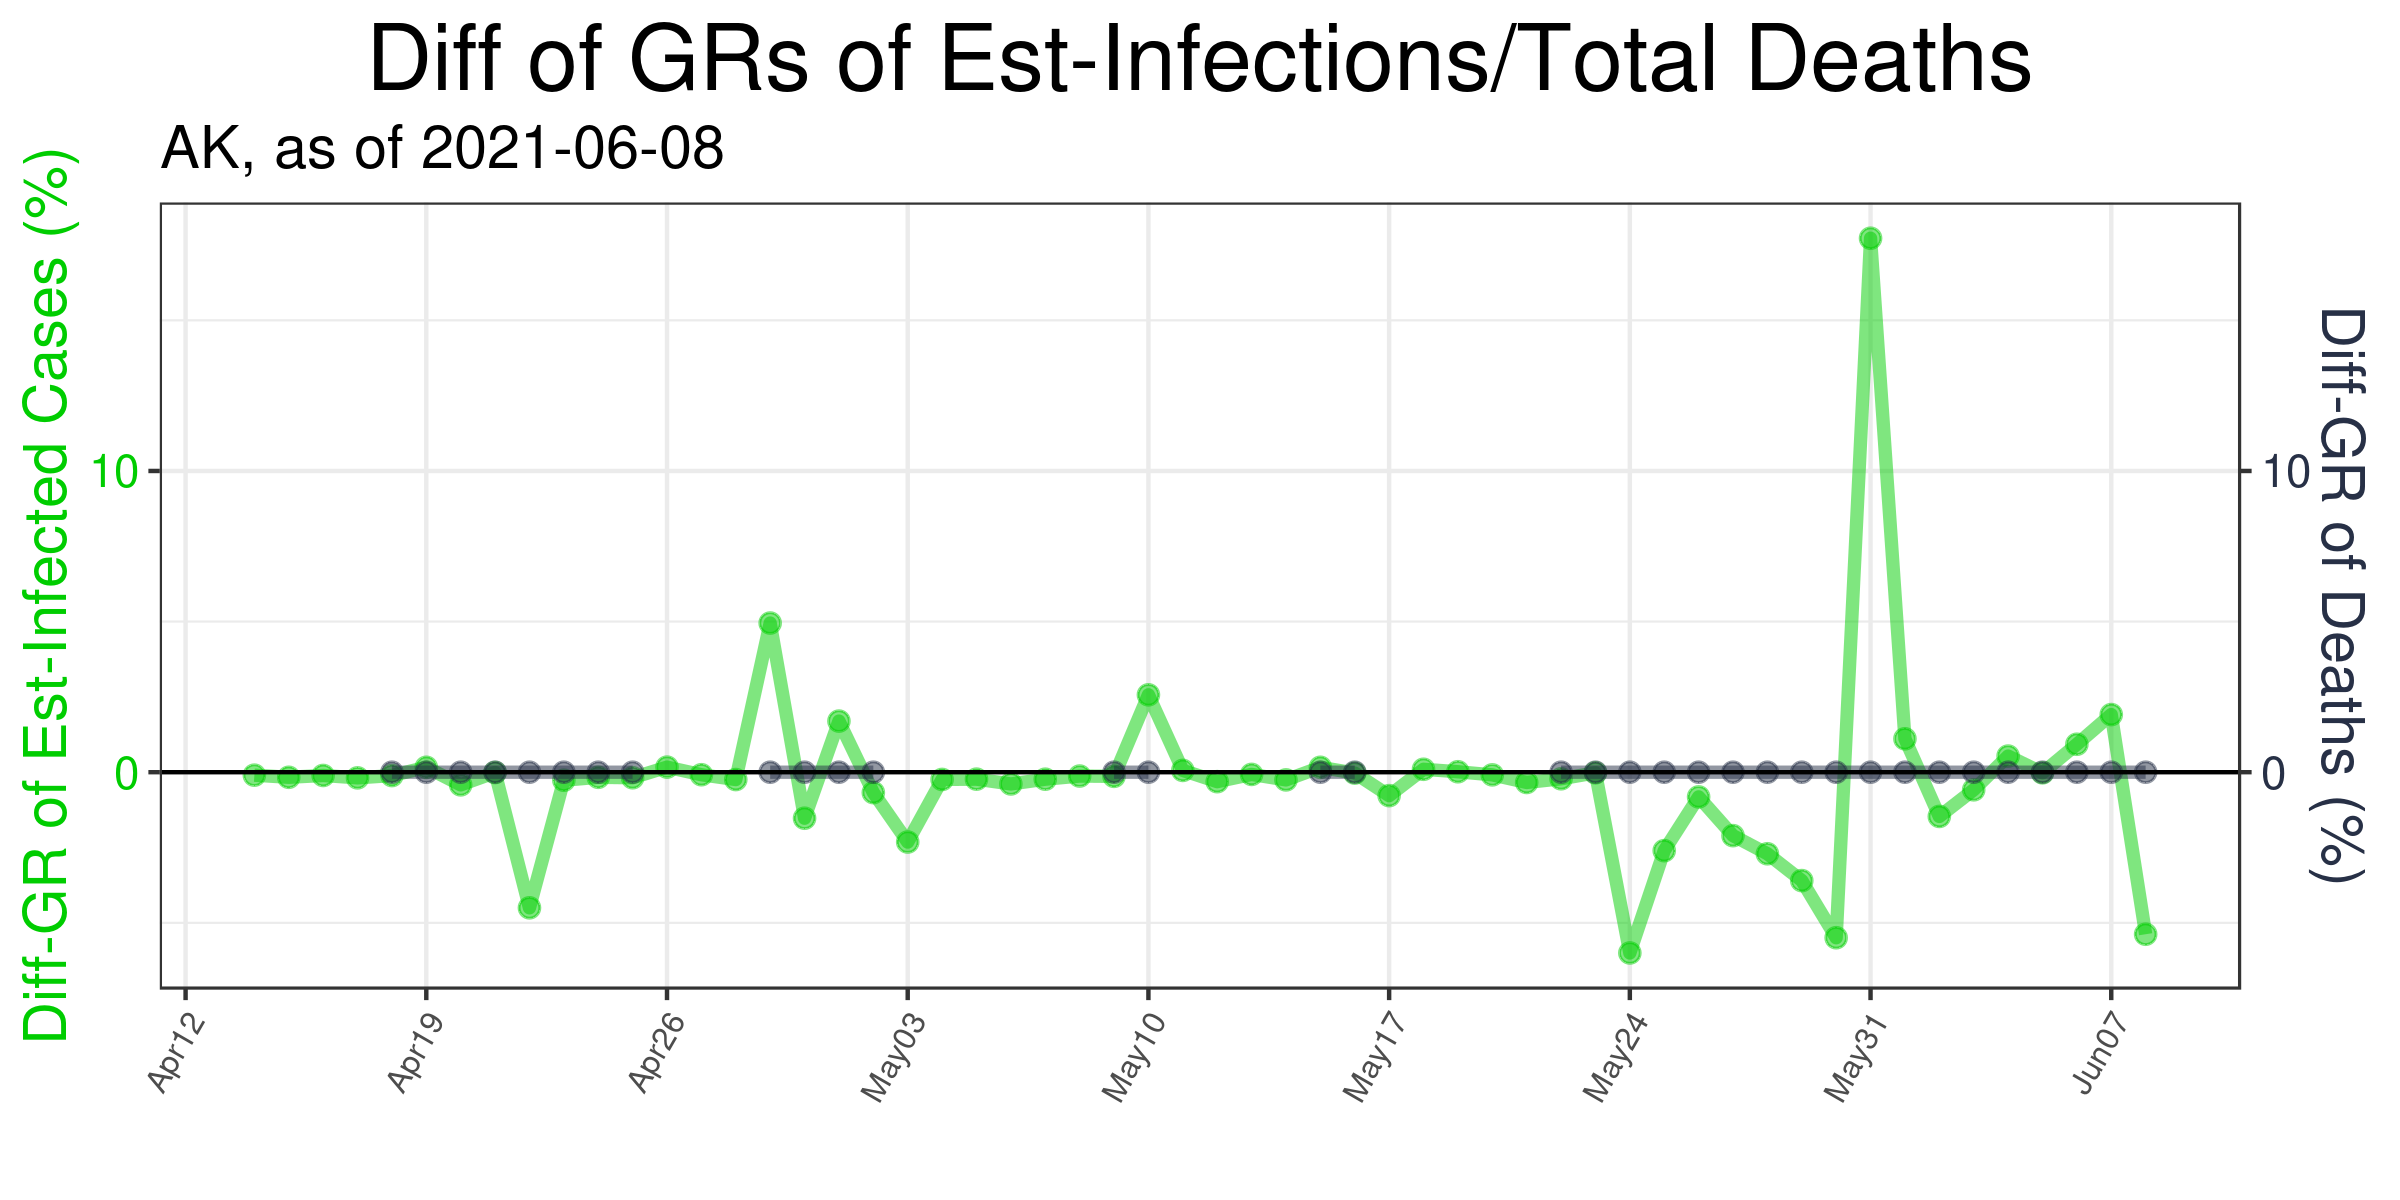 Diff of GRs of Est-Infections/Total Deaths
AK, as of 2021-06-08
Diff-GR of Est-Infected Cases (%)
10
0
10
0
Diff-GR of Deaths (%)
Apr12
Apr19
Apr26
May03
May10
May17
May24
May31
Jun07